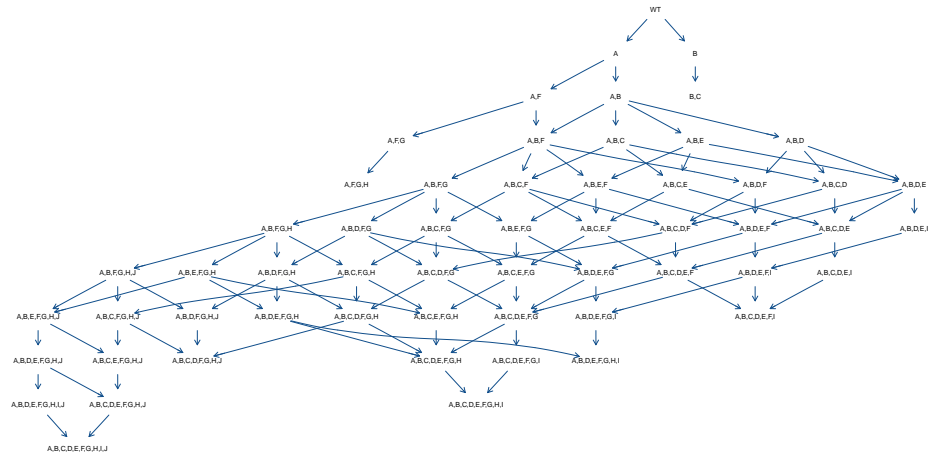 WT
A B
A,F A,B B,C
A,F,G A,B,F A,B,C A,B,E A,B,D
A,F,G,H A,B,F,G A,B,C,F A,B,E,F A,B,C,E A,B,D,F A,B,C,D A,B,D,E
A,B,F,G,H A,B,D,F,G A,B,C,F,G A,B,E,F,G A,B,C,E,F A,B,C,D,F A,B,D,E,F A,B,C,D,E A,B,D,E,I
A,B,F,G,H,J A,B,E,F,G,H A,B,D,F,G,H A,B,C,F,G,H A,B,C,D,F,G A,B,C,E,F,G A,B,D,E,F,G A,B,C,D,E,F A,B,D,E,F,I A,B,C,D,E,I
A,B,E,F,G,H,J A,B,C,F,G,H,J A,B,D,F,G,H,J A,B,D,E,F,G,H A,B,C,D,F,G,H A,B,C,E,F,G,H A,B,C,D,E,F,G A,B,D,E,F,G,I A,B,C,D,E,F,I
A,B,D,E,F,G,H,J A,B,C,E,F,G,H,J A,B,C,D,F,G,H,J A,B,C,D,E,F,G,H A,B,C,D,E,F,G,I A,B,D,E,F,G,H,I
A,B,D,E,F,G,H,I,J A,B,C,D,E,F,G,H,J A,B,C,D,E,F,G,H,I
A,B,C,D,E,F,G,H,I,J